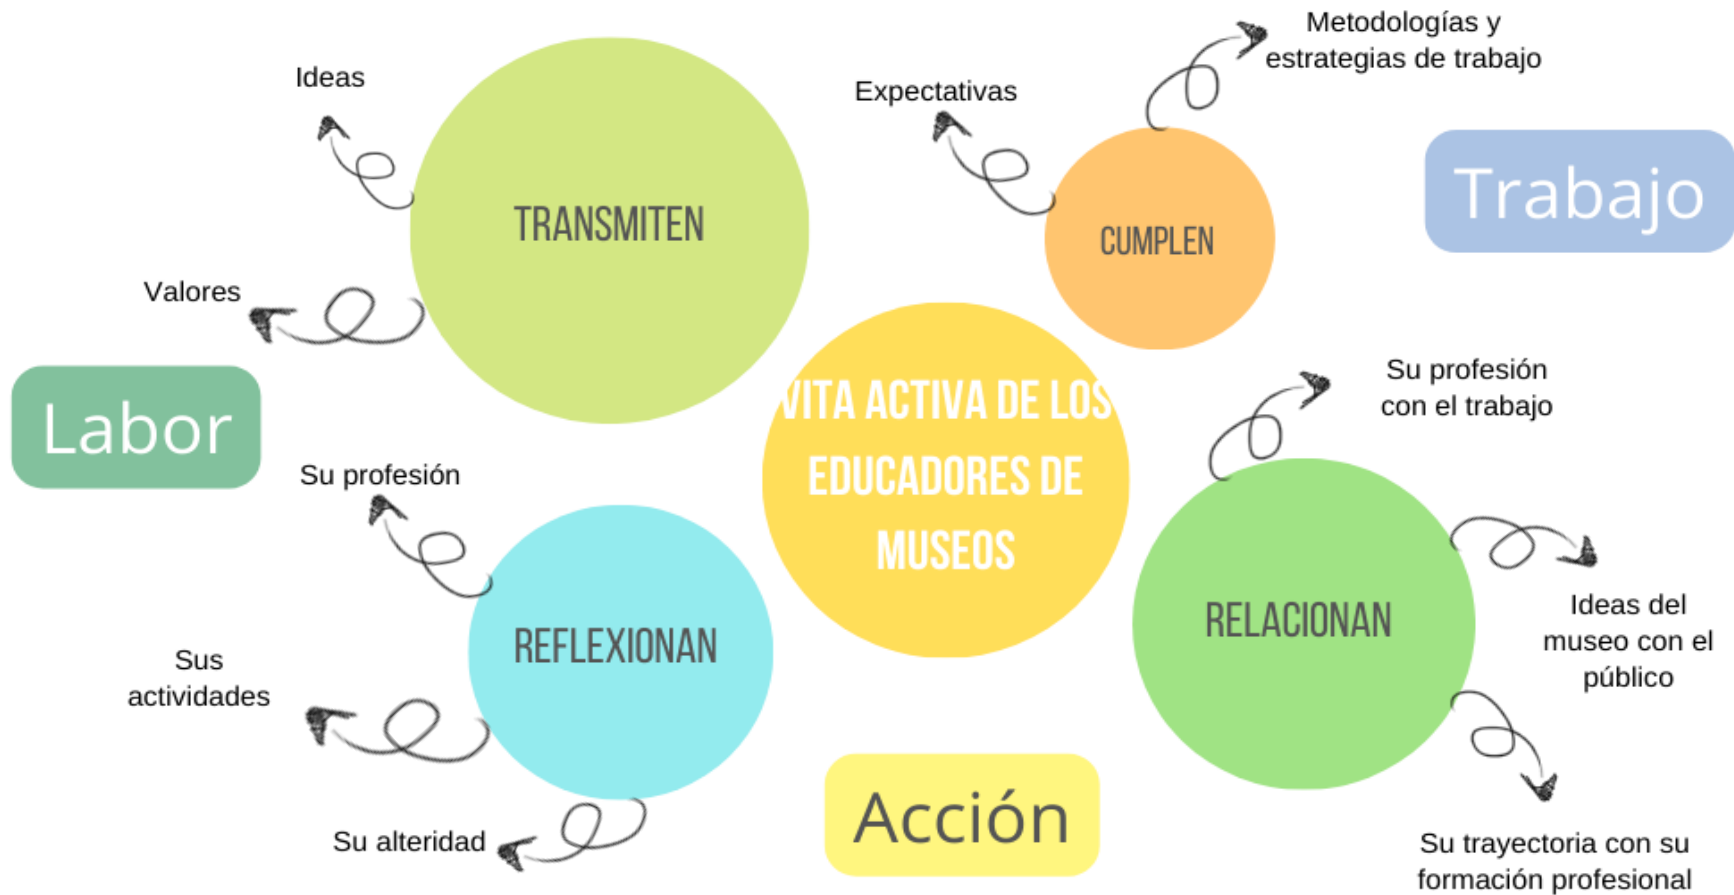 Metodologías y
estrategias de trabajo
Ideas
Expectativas
Trabajo
TRANSMITEN
CUMPLEN
Valores
Labor
VITA ACTIVA DE LOS
EDUCADORES DE
MUSEOS
Su profesión
con el trabajo
Su profesión
REFLEXIONAN
RELACIONAN
Ideas del
museo con el
público
Sus
actividades
Acción
Su alteridad
Su trayectoria con su
formación profesional